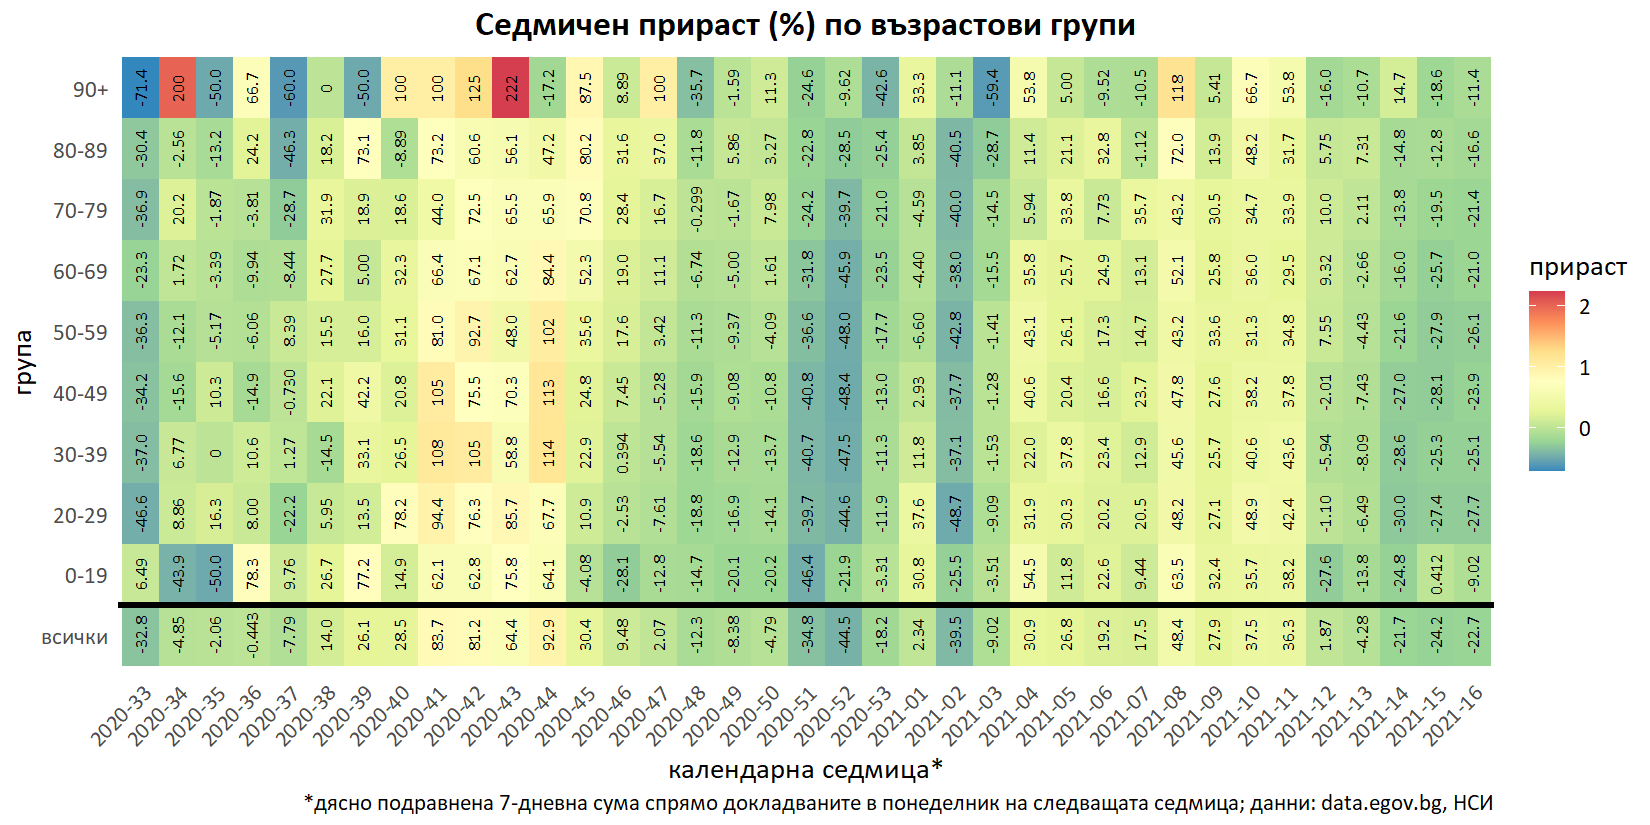 Седмичен прираст (%) по възрастови групи
група
90+ -71.4 200 -50.0 66.7 -60.0 0 -50.0 100 100 125 222 -17.2 87.5 8.89 100 -35.7 -1.59 11.3 -24.6 -9.62 -42.6 33.3 -11.1 -59.4 53.8 5.00 -9.52 -10.5 118 5.41 66.7 53.8 -16.0 -10.7 14.7 -18.6 -11.4
80-89 -30.4 -2.56 -13.2 24.2 -46.3 18.2 73.1 -8.89 73.2 60.6 56.1 47.2 80.2 31.6 37.0 -11.8 5.86 3.27 -22.8 -28.5 -25.4 3.85 -40.5 -28.7 11.4 21.1 32.8 -1.12 72.0 13.9 48.2 31.7 5.75 7.31 -14.8 -12.8 -16.6
70-79 -36.9 20.2 -1.87 -3.81 -28.7 31.9 18.9 18.6 44.0 72.5 65.5 65.9 70.8 28.4 16.7 -0.299 -1.67 7.98 -24.2 -39.7 -21.0 -4.59 -40.0 -14.5 5.94 33.8 7.73 35.7 43.2 30.5 34.7 33.9 10.0 2.11 -13.8 -19.5 -21.4
60-69 -23.3 1.72 -3.39 -9.94 -8.44 27.7 5.00 32.3 66.4 67.1 62.7 84.4 52.3 19.0 11.1 -6.74 -5.00 1.61 -31.8 -45.9 -23.5 -4.40 -38.0 -15.5 35.8 25.7 24.9 13.1 52.1 25.8 36.0 29.5 9.32 -2.66 -16.0 -25.7 -21.0
50-59 -36.3 -12.1 -5.17 -6.06 8.39 15.5 16.0 31.1 81.0 92.7 48.0 102 35.6 17.6 3.42 -11.3 -9.37 -4.09 -36.6 -48.0 -17.7 -6.60 -42.8 -1.41 43.1 26.1 17.3 14.7 43.2 33.6 31.3 34.8 7.55 -4.43 -21.6 -27.9 -26.1
40-49 -34.2 -15.6 10.3 -14.9 -0.730 22.1 42.2 20.8 105 75.5 70.3 113 24.8 7.45 -5.28 -15.9 -9.08 -10.8 -40.8 -48.4 -13.0 2.93 -37.7 -1.28 40.6 20.4 16.6 23.7 47.8 27.6 38.2 37.8 -2.01 -7.43 -27.0 -28.1 -23.9
30-39 -37.0 6.77 0 10.6 1.27 -14.5 33.1 26.5 108 105 58.8 114 22.9 0.394 -5.54 -18.6 -12.9 -13.7 -40.7 -47.5 -11.3 11.8 -37.1 -1.53 22.0 37.8 23.4 12.9 45.6 25.7 40.6 43.6 -5.94 -8.09 -28.6 -25.3 -25.1
20-29 -46.6 8.86 16.3 8.00 -22.2 5.95 13.5 78.2 94.4 76.3 85.7 67.7 10.9 -2.53 -7.61 -18.8 -16.9 -14.1 -39.7 -44.6 -11.9 37.6 -48.7 -9.09 31.9 30.3 20.2 20.5 48.2 27.1 48.9 42.4 -1.10 -6.49 -30.0 -27.4 -27.7
0-19 6.49 -43.9 -50.0 78.3 9.76 26.7 77.2 14.9 62.1 62.8 75.8 64.1 -4.08 -28.1 -12.8 -14.7 -20.1 -20.2 -46.4 -21.9 -3.31 30.8 -25.5 -3.51 54.5 11.8 22.6 9.44 63.5 32.4 35.7 38.2 -27.6 -13.8 -24.8 0.412 -9.02
всички -32.8 -4.85 -2.06 -0.443 -7.79 14.0 26.1 28.5 83.7 81.2 64.4 92.9 30.4 9.48 2.07 -12.3 -8.38 -4.79 -34.8 -44.5 -18.2 2.34 -39.5 -9.02 30.9 26.8 19.2 17.5 48.4 27.9 37.5 36.3 1.87 -4.28 -21.7 -24.2 -22.7
2020-33 2020-34 2020-35 2020-36 2020-37 2020-38 2020-39 2020-40 2020-41 2020-42 2020-43 2020-44 2020-45 2020-46 2020-47 2020-48 2020-49 2020-50 2020-51 2020-52 2020-53 2021-01 2021-02 2021-03 2021-04 2021-05 2021-06 2021-07 2021-08 2021-09 2021-10 2021-11 2021-12 2021-13 2021-14 2021-15 2021-16
календарна седмица*
*дясно подравнена 7-дневна сума спрямо докладваните в понеделник на следващата седмица; данни: data.egov.bg, НСИ
прираст
2
1
0